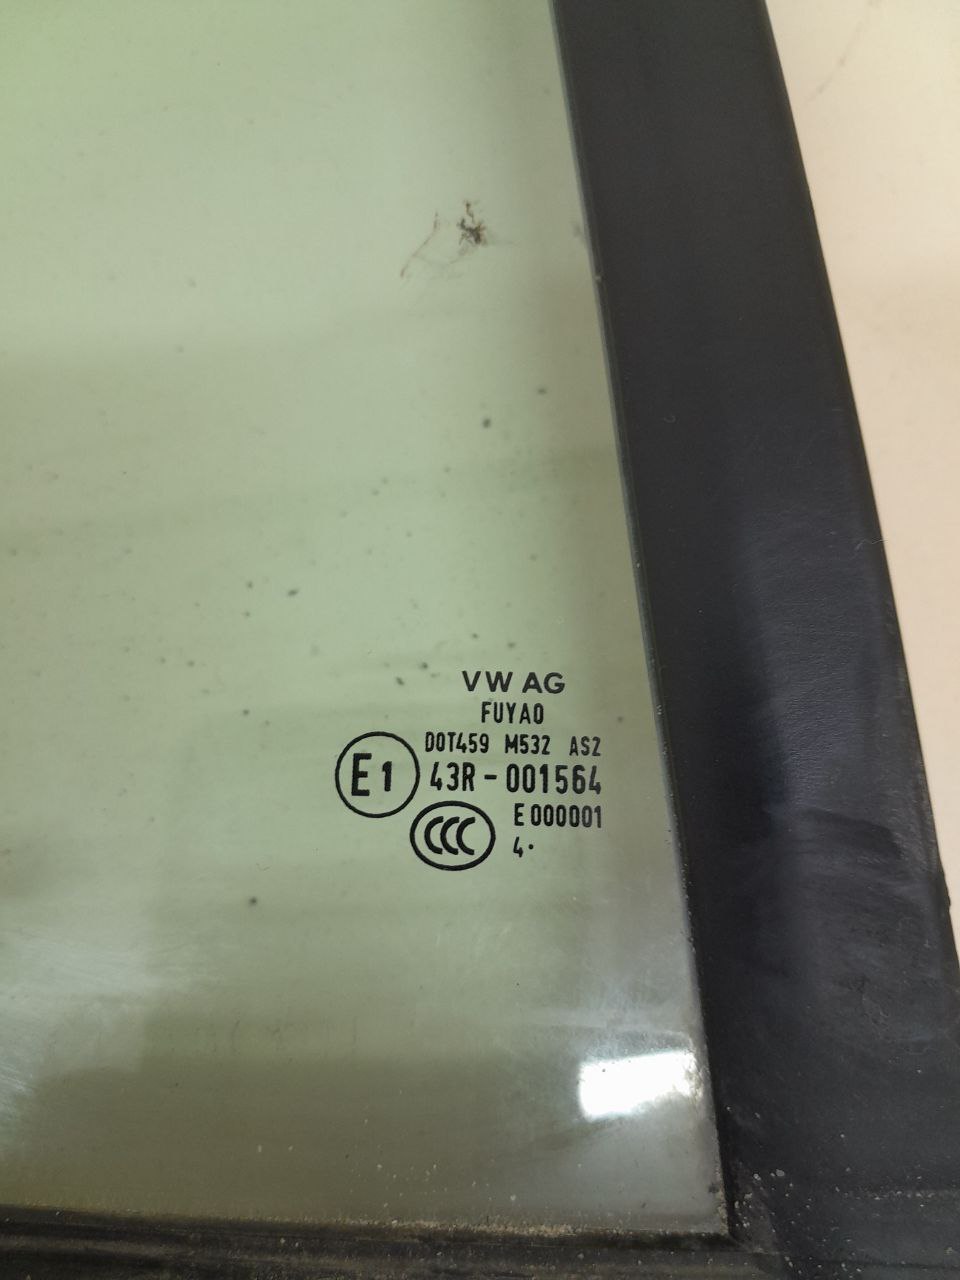 VW AG
FUYAO
DOT459 M532 AS2
E1 43R-001564
CCC E000001
4·